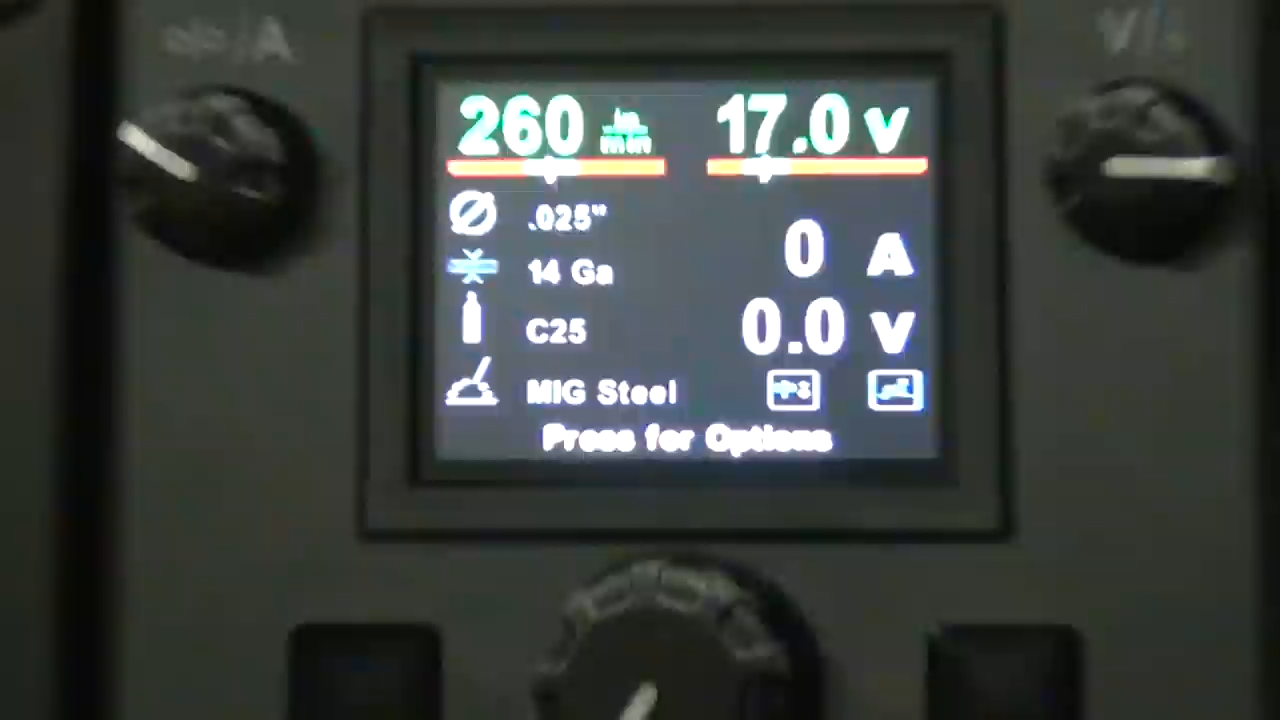 260 in/min 17.0 V
.025"
14 Ga
0 A
C25
0.0 V
MIG Steel
Press for Options